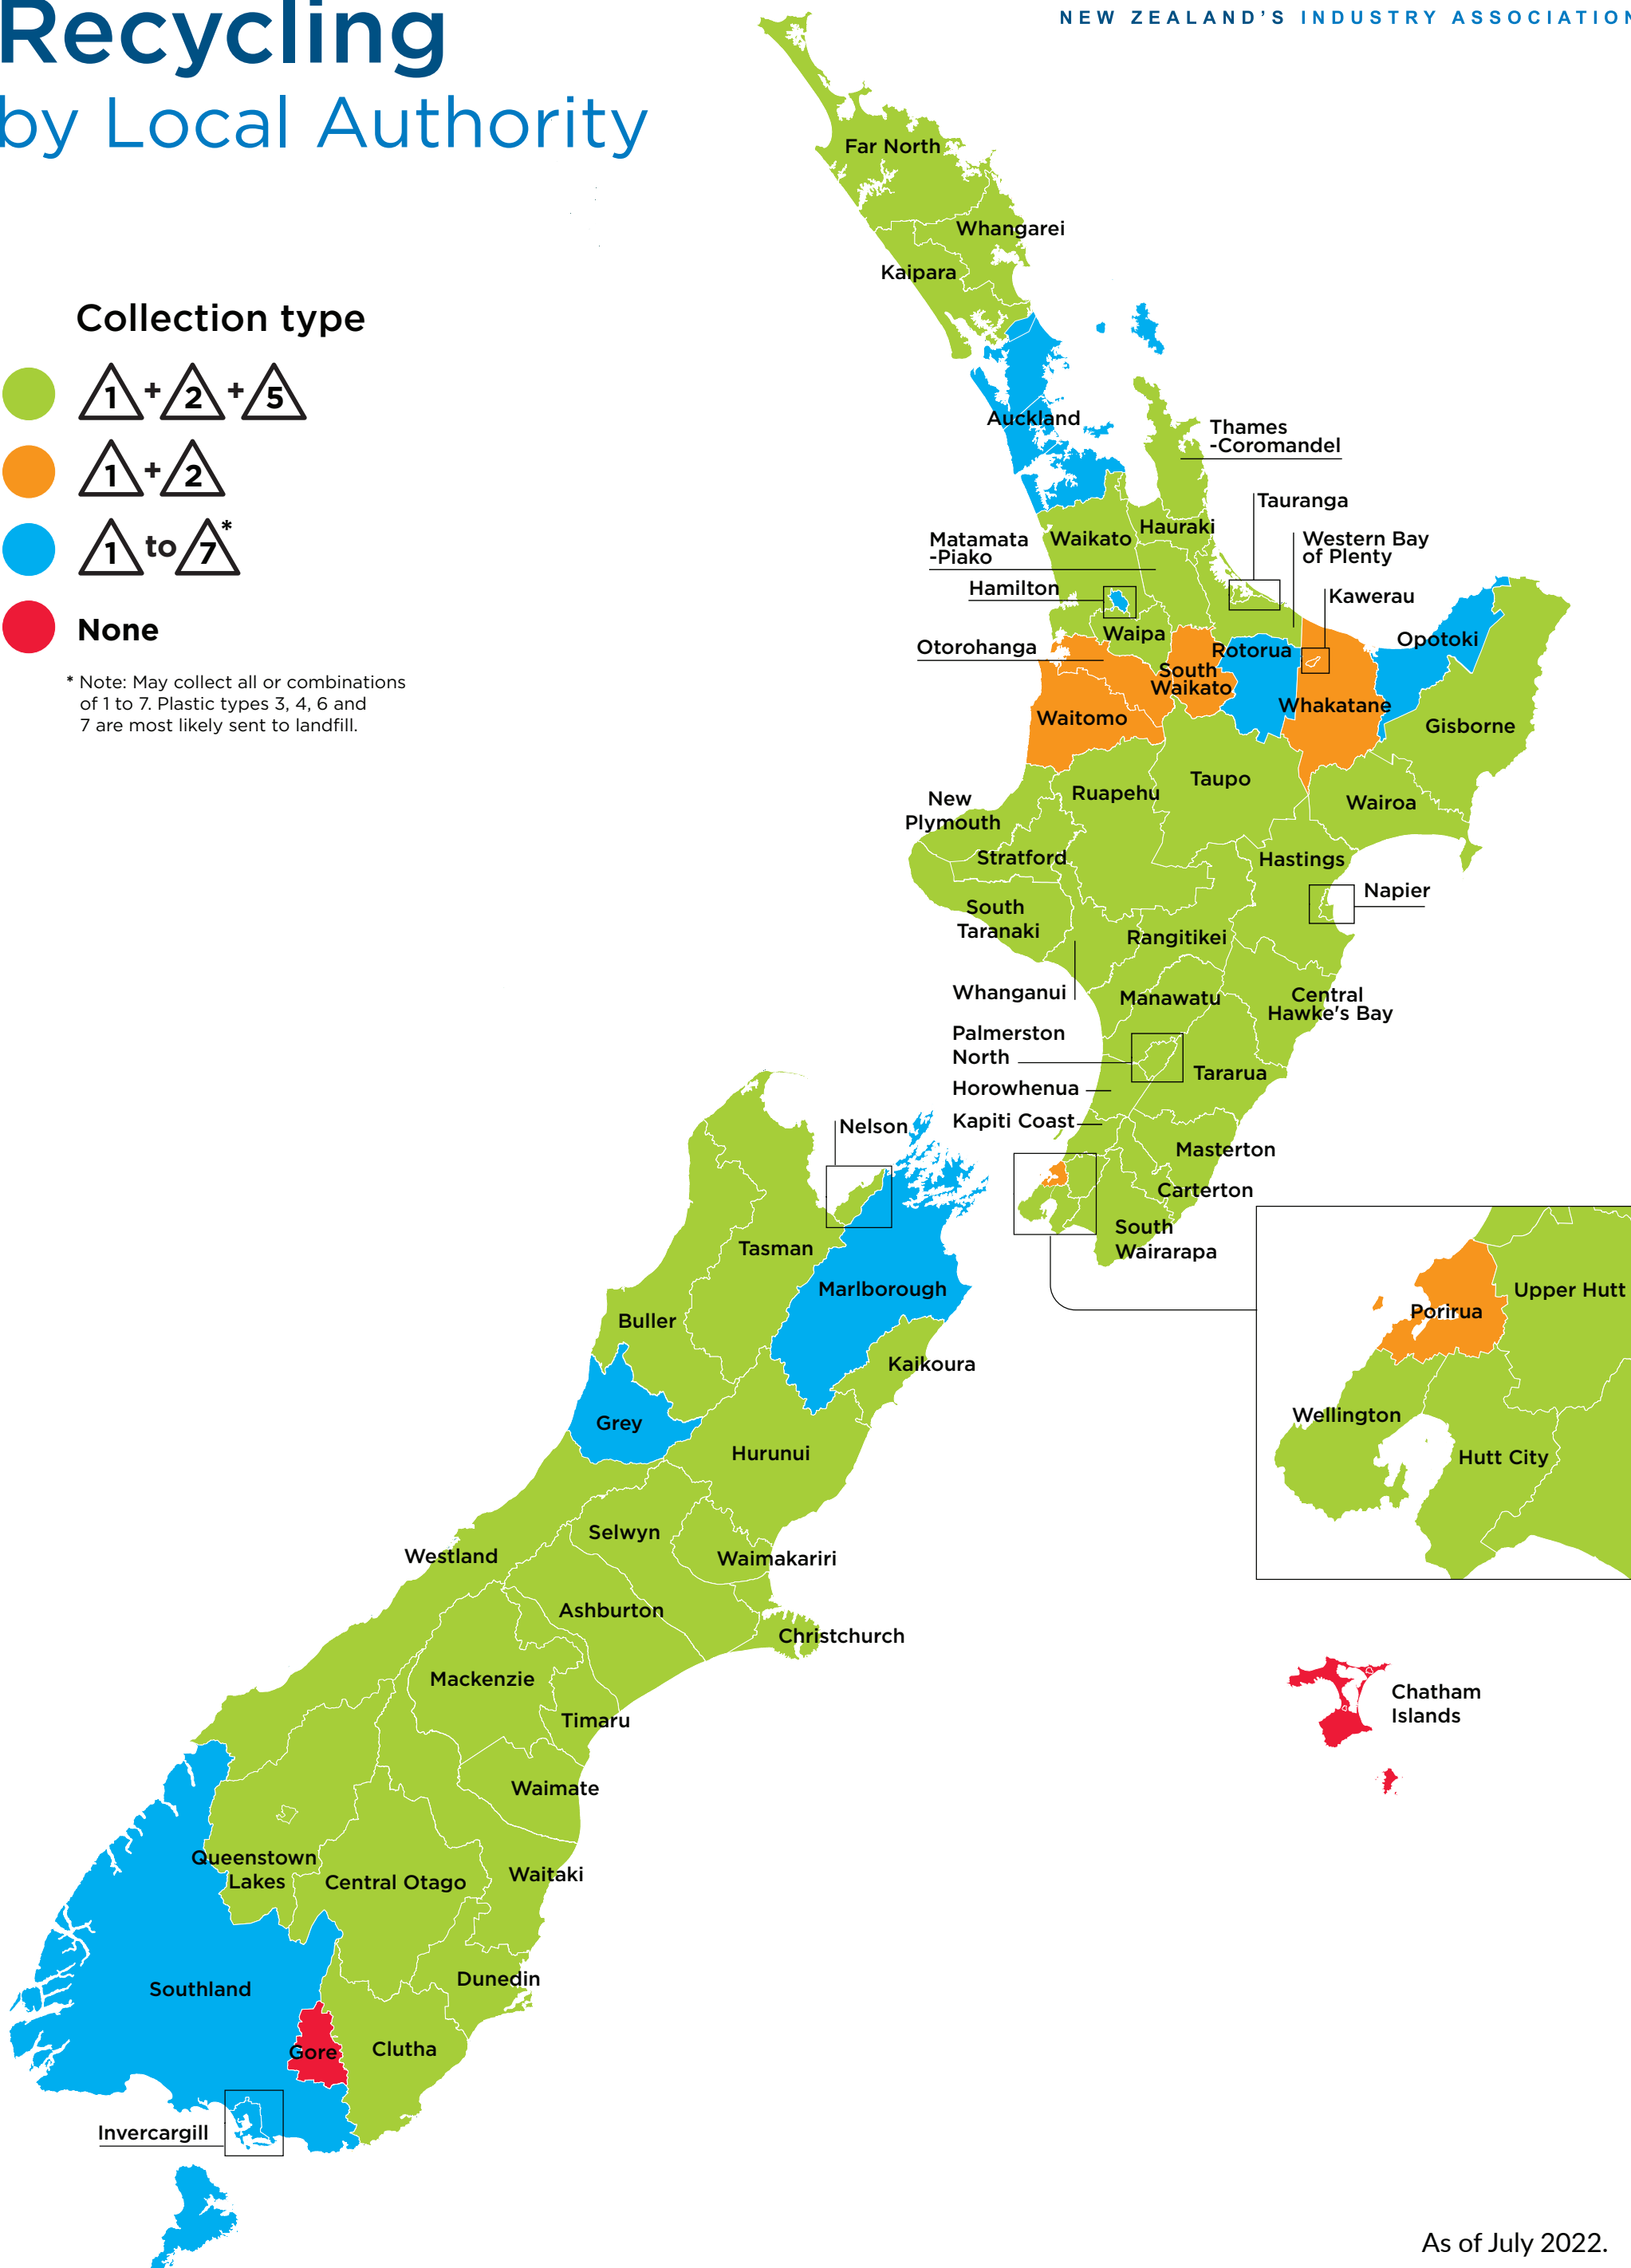 Recycling
by Local Authority
NEW ZEALAND'S INDUSTRY ASSOCIATION
Collection type
1 + 2 + 5
1 + 2
1 to 7*
None
* Note: May collect all or combinations
of 1 to 7. Plastic types 3, 4, 6 and
7 are most likely sent to landfill.
Far North
Whangarei
Kaipara
Auckland
Thames
-Coromandel
Tauranga
Hauraki
Waikato
Matamata
-Piako
Western Bay
of Plenty
Hamilton
Kawerau
Waipa
Opotoki
Otorohanga
Rotorua
South
Waikato
Whakatane
Waitomo
Gisborne
Taupo
Ruapehu
Wairoa
New
Plymouth
Stratford
Hastings
Napier
South
Taranaki
Rangitikei
Whanganui
Manawatu
Central
Hawke's Bay
Palmerston
North
Tararua
Horowhenua
Kapiti Coast
Nelson
Masterton
Carterton
South
Wairarapa
Tasman
Marlborough
Buller
Kaikoura
Grey
Hurunui
Upper Hutt
Porirua
Wellington
Hutt City
Selwyn
Westland
Waimakariri
Ashburton
Christchurch
Mackenzie
Timaru
Chatham
Islands
Waimate
Queenstown
Lakes
Central Otago
Waitaki
Dunedin
Southland
Gore
Clutha
Invercargill
As of July 2022.